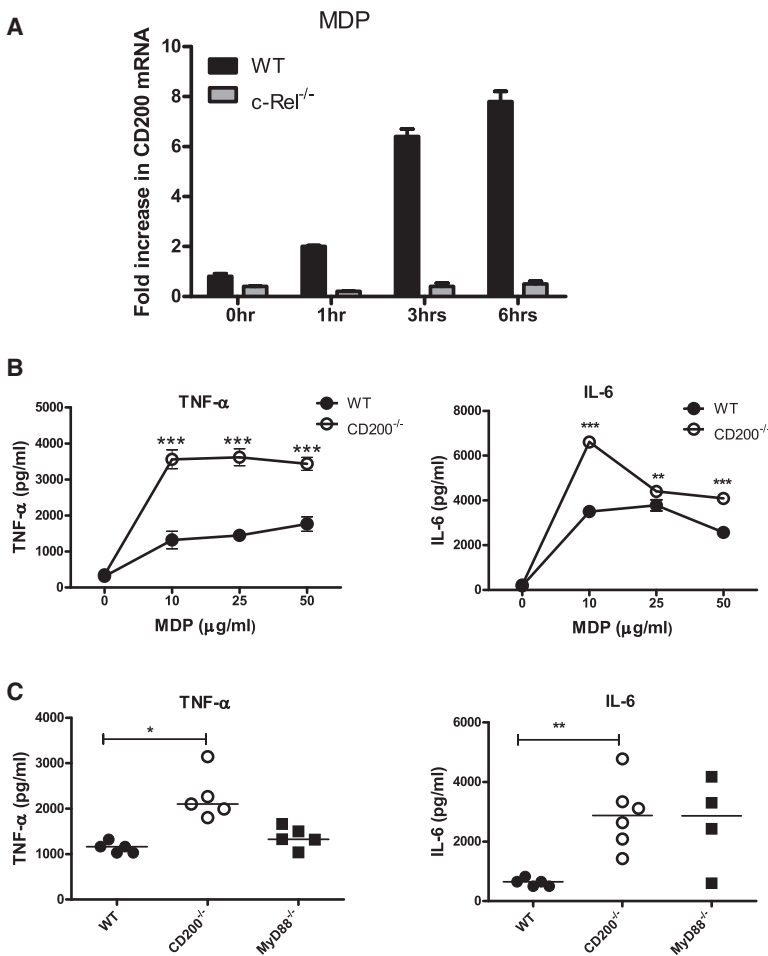 A
MDP
WT
c-Rel-/-
Fold increase in CD200 mRNA
10
8
6
4
2
0
0hr 1hr 3hrs 6hrs
B
TNF-α
WT
CD200-/-
TNF-α (pg/ml)
5000
4000
3000
2000
1000
0
*** *** ***
0 10 25 50
MDP (μg/ml)
IL-6
WT
CD200-/-
IL-6 (pg/ml)
8000
6000
4000
2000
0
*** ** ***
0 10 25 50
MDP (μg/ml)
C
TNF-α
TNF-α (pg/ml)
4000
3000
2000
1000
0
*
WT CD200-/- MyD88-/-
IL-6
IL-6 (pg/ml)
6000
4000
2000
0
**
WT CD200-/- MyD88-/-